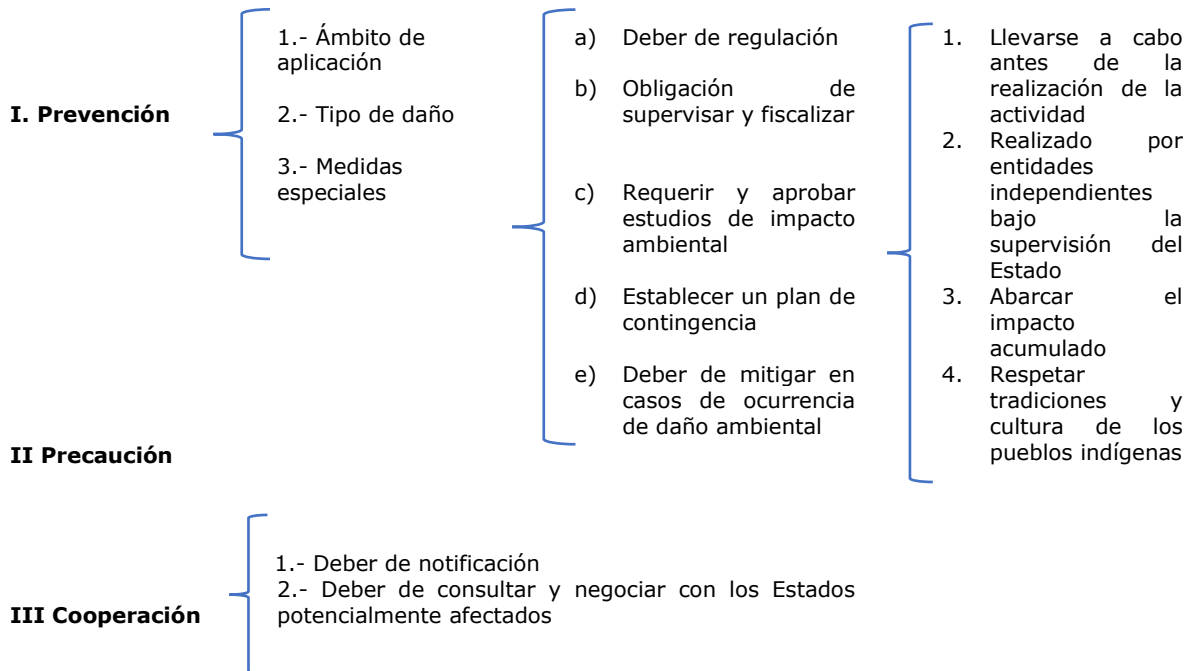 I. Prevención
1.- Ámbito de
aplicación
2.- Tipo de daño
3.- Medidas
especiales
a) Deber de regulación
b) Obligación de
supervisar y fiscalizar
c) Requerir y aprobar
estudios de impacto
ambiental
d) Establecer un plan de
contingencia
e) Deber de mitigar en
casos de ocurrencia
de daño ambiental
1. Llevarse a cabo
antes de la
realización de la
actividad
2. Realizado por
entidades
independientes
bajo la
supervisión del
Estado
3. Abarcar el
impacto
acumulado
4. Respetar
tradiciones y
cultura de los
pueblos indígenas
II Precaución
III Cooperación
1.- Deber de notificación
2.- Deber de consultar y negociar con los Estados
potencialmente afectados